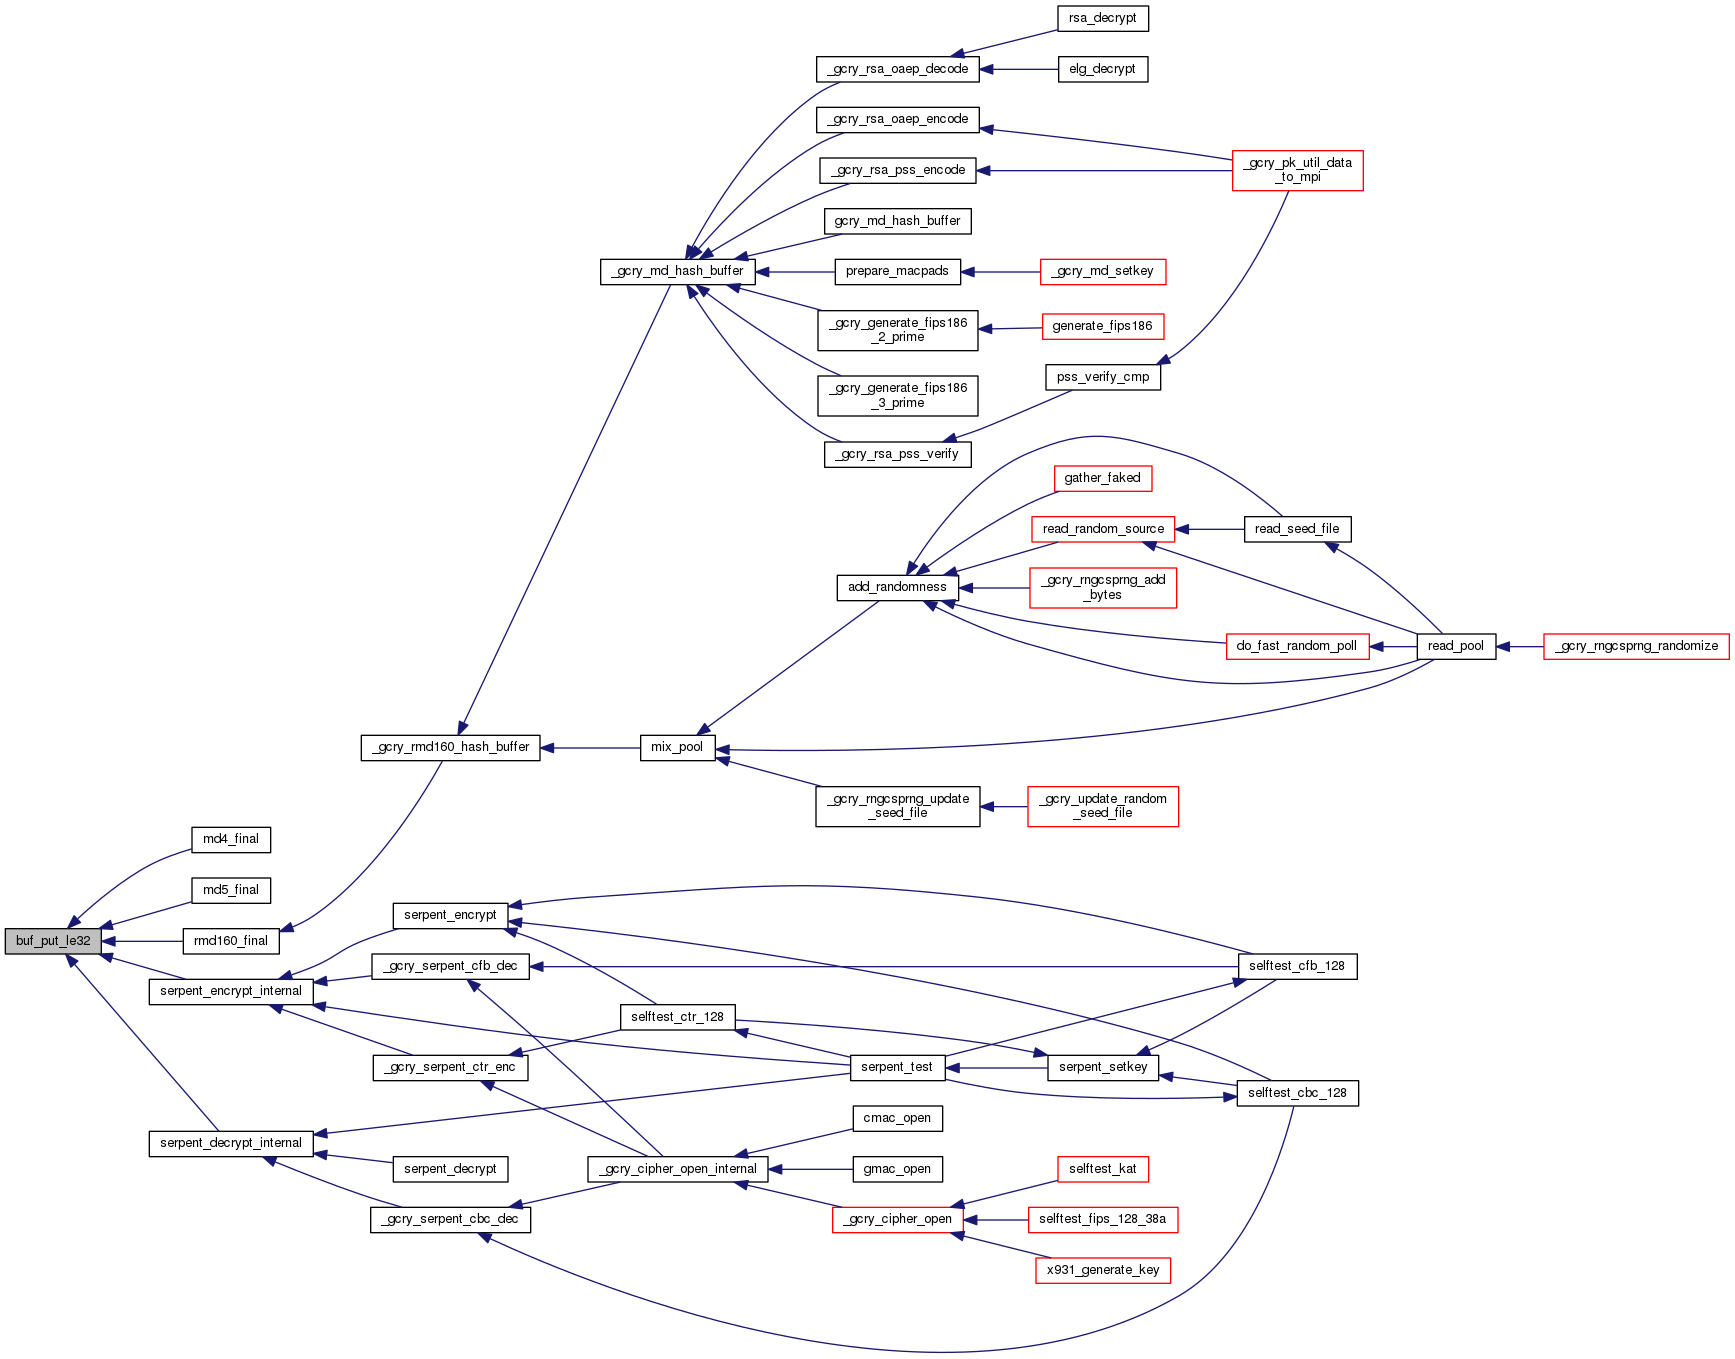 rsa_decrypt
_gcry_rsa_oaep_decode
elg_decrypt
_gcry_rsa_oaep_encode
_gcry_pk_util_data
_to_mpi
_gcry_rsa_pss_encode
gcry_md_hash_buffer
_gcry_md_hash_buffer
prepare_macpads
_gcry_md_setkey
_gcry_generate_fips186
_2_prime
generate_fips186
pss_verify_cmp
_gcry_generate_fips186
_3_prime
_gcry_rsa_pss_verify
gather_faked
read_random_source
read_seed_file
add_randomness
_gcry_rngcsprng_add
_bytes
do_fast_random_poll
read_pool
_gcry_rngcsprng_randomize
_gcry_rmd160_hash_buffer
mix_pool
_gcry_rngcsprng_update
_seed_file
_gcry_update_random
_seed_file
md4_final
md5_final
buf_put_le32
rmd160_final
serpent_encrypt
_gcry_serpent_cfb_dec
selftest_cfb_128
serpent_encrypt_internal
selftest_ctr_128
_gcry_serpent_ctr_enc
serpent_test
serpent_setkey
selftest_cbc_128
cmac_open
serpent_decrypt_internal
serpent_decrypt
_gcry_cipher_open_internal
gmac_open
selftest_kat
_gcry_serpent_cbc_dec
_gcry_cipher_open
selftest_fips_128_38a
x931_generate_key